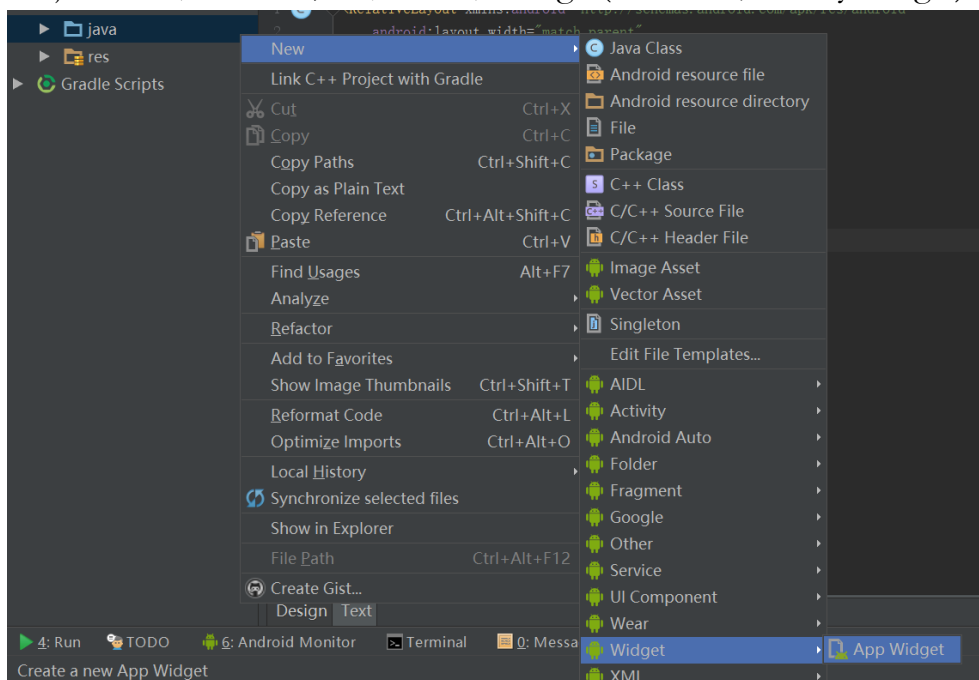 java
res
Gradle Scripts
New
Link C++ Project with Gradle
Cut Ctrl+X
Copy Ctrl+C
Copy Paths Ctrl+Shift+C
Copy as Plain Text
Copy Reference Ctrl+Alt+Shift+C
Paste Ctrl+V
Find Usages Alt+F7
Analyze
Refactor
Add to Favorites
Show Image Thumbnails Ctrl+Shift+T
Reformat Code Ctrl+Alt+L
Optimize Imports Ctrl+Alt+O
Local History
Synchronize selected files
Show in Explorer
File Path Ctrl+Alt+F12
Create Gist...
Java Class
Android resource file
Android resource directory
File
Package
C++ Class
C/C++ Source File
C/C++ Header File
Image Asset
Vector Asset
Singleton
Edit File Templates...
AIDL
Activity
Android Auto
Folder
Fragment
Google
Other
Service
UI Component
Wear
Widget
XML
App Widget
Design Text
4: Run TODO 6: Android Monitor Terminal 0: Messa
Create a new App Widget